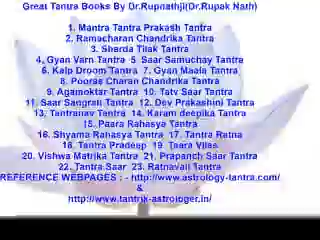 Great Tantra Books By Dr.Rupnathji(Dr.Rupak Nath)
1. Mantra Tantra Prakash Tantra
2. Ramacharan Chandrika Tantra
3. Sharda Tilak Tantra
4. Gyan Varn Tantra 5 Saar Samuchay Tantra
6. Kalp Droom Tantra 7. Gyan Maala Tantra
8. Pooras Charan Chandrika Tantra
9. Agamoktar Tantra 10. Tatv Saar Tantra
11. Saar Sangrah Tantra 12. Dev Prakashini Tantra
13. Tantranav Tantra 14. Karam deepika Tantra
15. Paara Rahasya Tantra
16. Shyama Rahasya Tantra 17. Tantra Ratna
18. Tantra Pradeep 19. Taara Vilas
20. Vishwa Matrika Tantra 21. Prapanch Saar Tantra
22. Tantra Saar 23. Ratnavali Tantra
REFERENCE WEBPAGES : - http://www.astrology-tantra.com/
&
http://www.tantrik-astrologer.in/